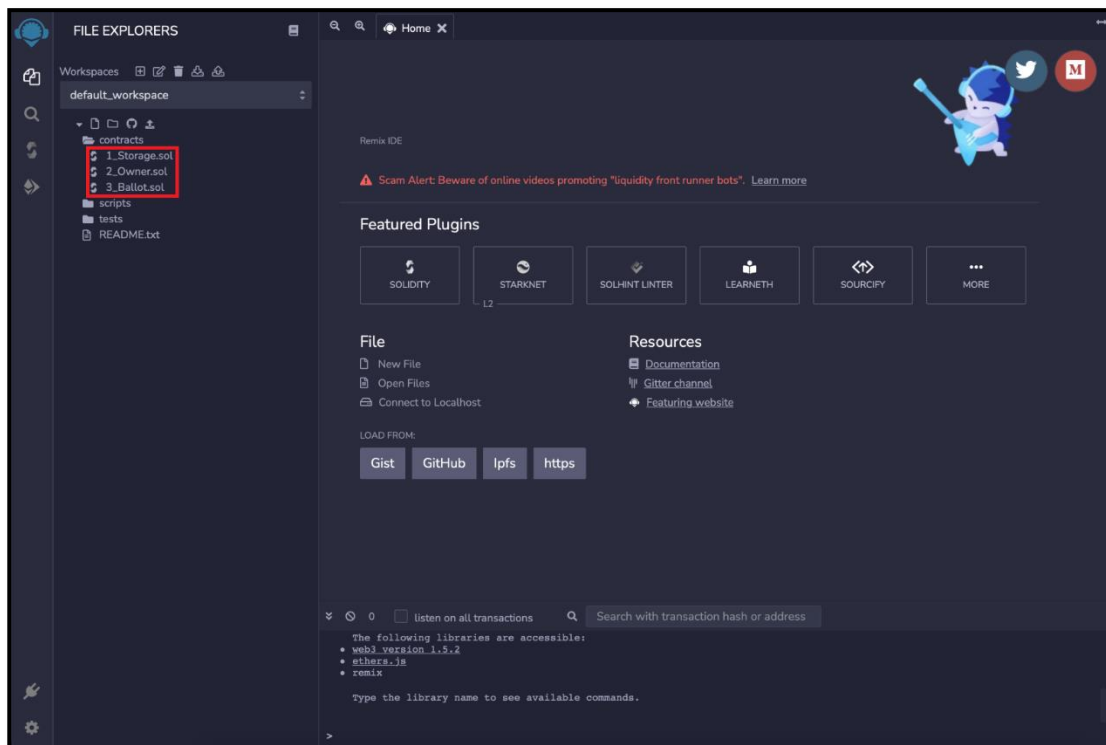 FILE EXPLORERS
Workspaces
default_workspace
contracts
1_Storage.sol
2_Owner.sol
3_Ballot.sol
scripts
tests
README.txt
Home
Remix IDE
Scam Alert: Beware of online videos promoting "liquidity front runner bots". Learn more
Featured Plugins
SOLIDITY
STARKNET
L2
SOLHINT LINTER
LEARNETH
SOURCIFY
MORE
File
New File
Open Files
Connect to Localhost
Resources
Documentation
Gitter channel
Featuring website
LOAD FROM:
Gist GitHub Ipfs https
0 listen on all transactions Search with transaction hash or address
The following libraries are accessible:
web3 version 1.5.2
ethers.js
remix
Type the library name to see available commands.
>